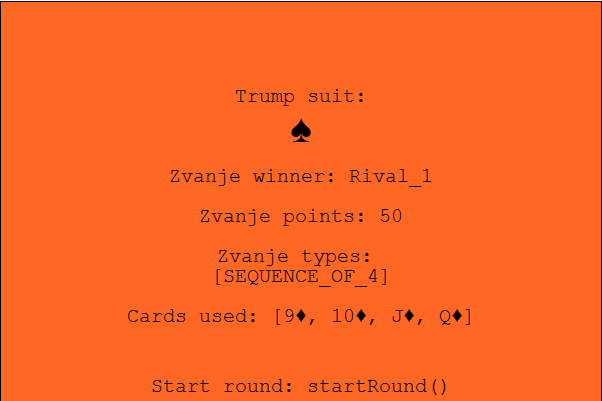 Trump suit:
♠
Zvanje winner: Rival_1
Zvanje points: 50
Zvanje types:
[SEQUENCE_OF_4]
Cards used: [9♦, 10♦, J♦, Q♦]
Start round: startRound()